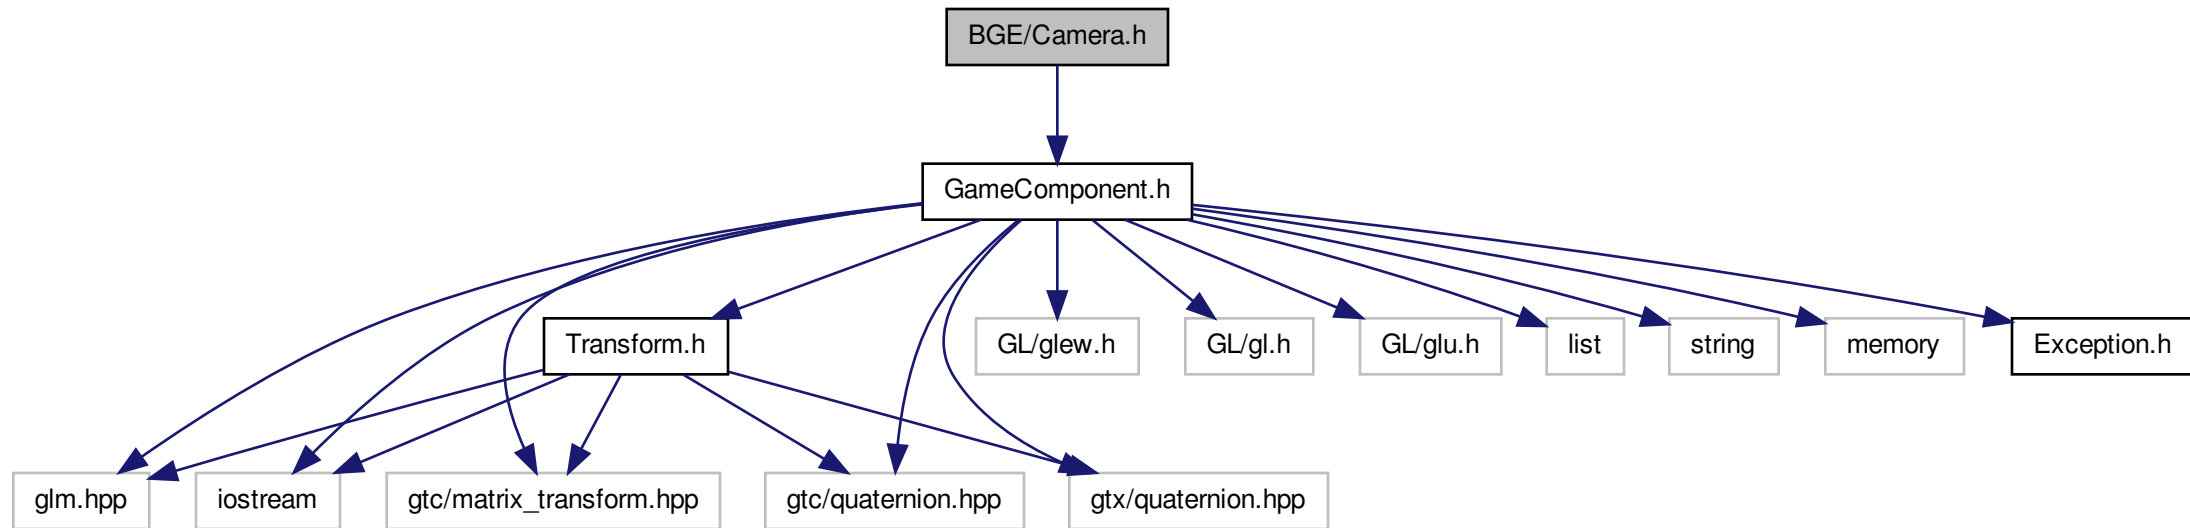 BGE/Camera.h
GameComponent.h
Transform.h
GL/glew.h
GL/gl.h
GL/glu.h
list
string
memory
Exception.h
glm.hpp
iostream
gtc/matrix_transform.hpp
gtc/quaternion.hpp
gtx/quaternion.hpp